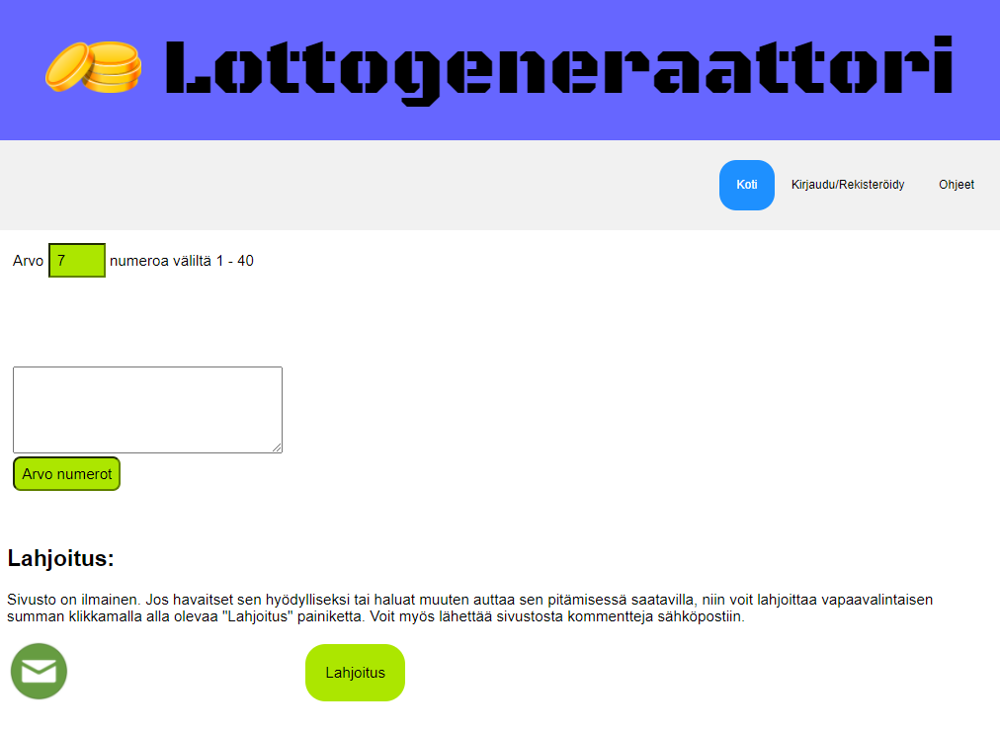 Lottogeneraattori
Koti Kirjaudu/Rekisteröidy Ohjeet
Arvo 7 numeroa väliltä 1 - 40
Arvo numerot
Lahjoitus:
Sivusto on ilmainen. Jos havaitset sen hyödylliseksi tai haluat muuten auttaa sen pitämisessä saatavilla, niin voit lahjoittaa vapaavalintaisen
summan klikkamalla alla olevaa "Lahjoitus" painiketta. Voit myös lähettää sivustosta kommentteja sähköpostiin.
Lahjoitus